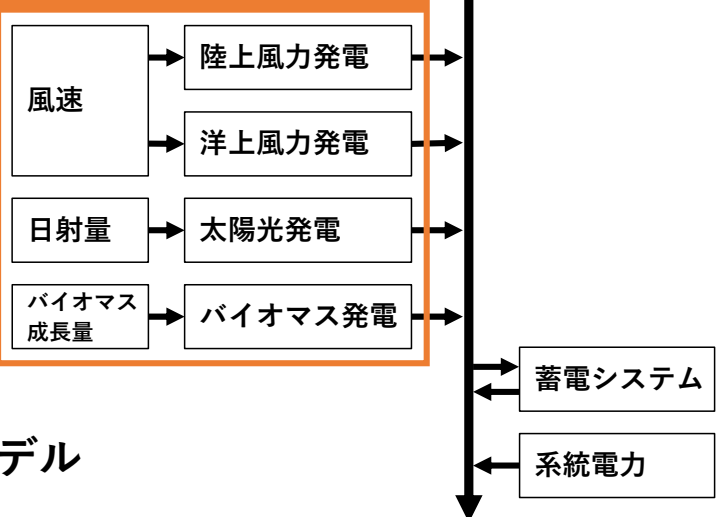 風速
陸上風力発電
洋上風力発電
日射量
太陽光発電
バイオマス
成長量
バイオマス発電
蓄電システム
系統電力
デル